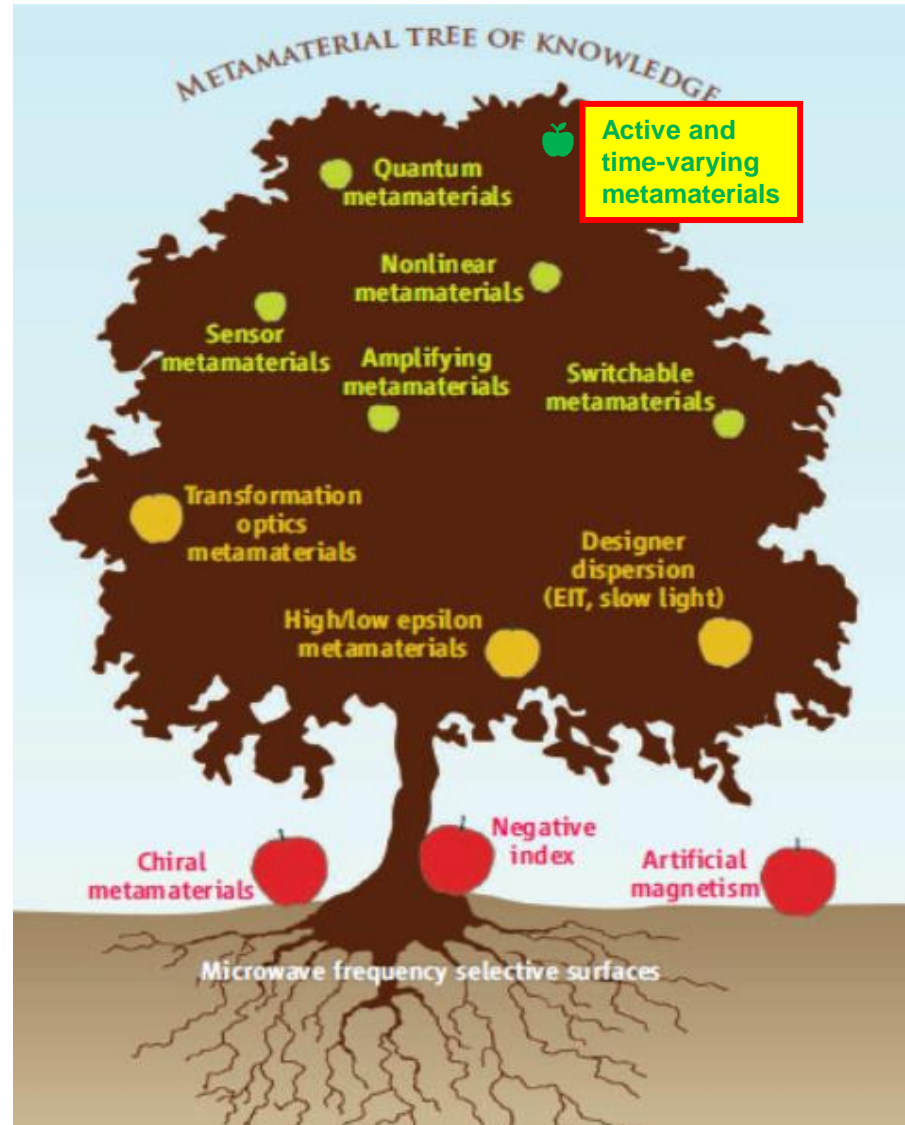 METAMATERIAL TREE OF KNOWLEDGE
Active and
time-varying
metamaterials
Quantum
metamaterials
Nonlinear
metamaterials
Sensor
metamaterials
Amplifying
metamaterials
Switchable
metamaterials
Transformation
optics
metamaterials
Designer
dispersion
(EIT, slow light)
High/low epsilon
metamaterials
Negative
index
Chiral
metamaterials
Artificial
magnetism
Microwave frequency selective surfaces